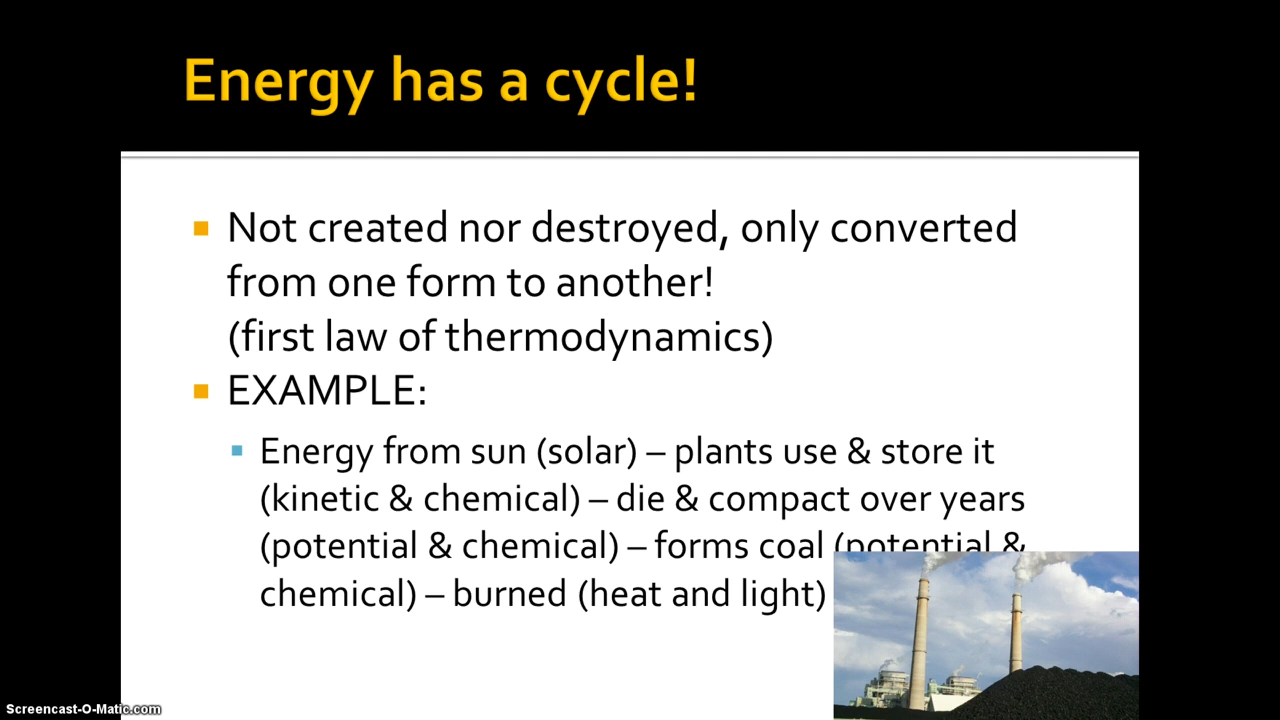 Energy has a cycle!
Not created nor destroyed, only converted
from one form to another!
(first law of thermodynamics)
EXAMPLE:
Energy from sun (solar) – plants use & store it
(kinetic & chemical) – die & compact over years
(potential & chemical) – forms coal (potential &
chemical) – burned (heat and light)
Screencast-O-Matic.com